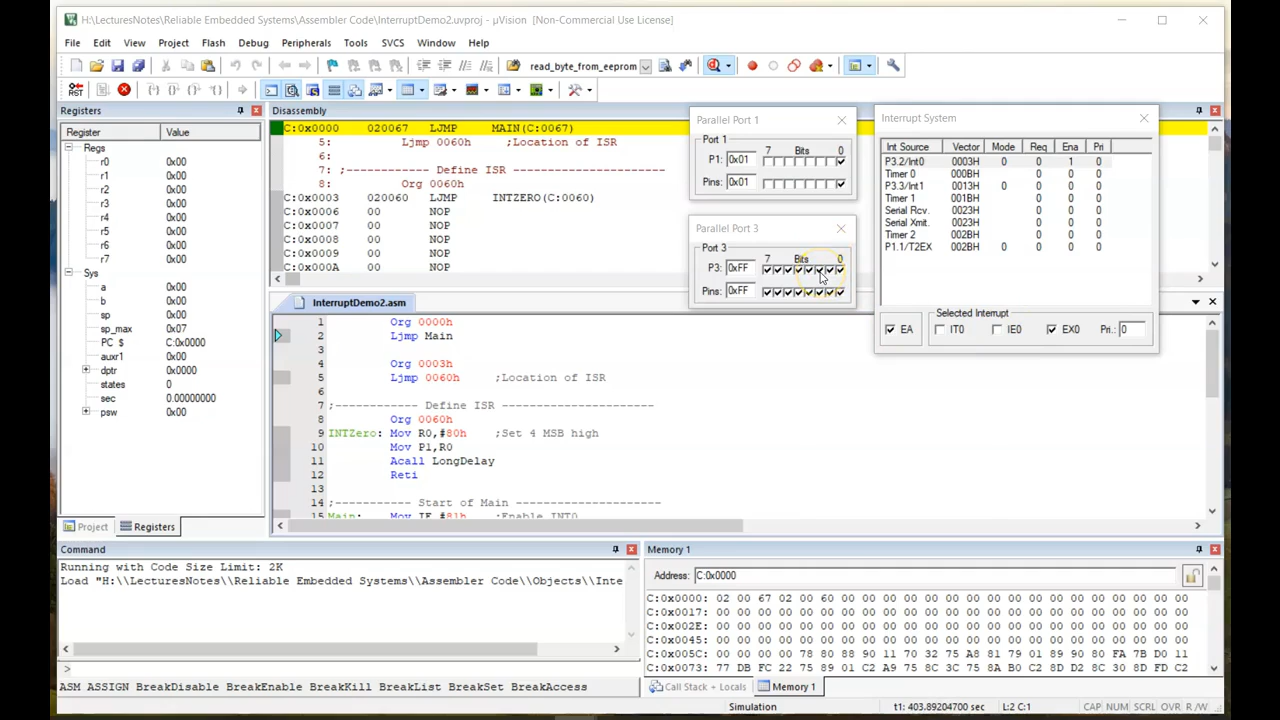 H:\LecturesNotes\Reliable Embedded Systems\Assembler Code\InterruptDemo2.uvproj - µVision [Non-Commercial Use License]
File Edit View Project Flash Debug Peripherals Tools SVCS Window Help
read_byte_from_eeprom
RST
Registers
Register Value
Regs
r0 0x00
r1 0x00
r2 0x00
r3 0x00
r4 0x00
r5 0x00
r6 0x00
r7 0x00
Sys
a 0x00
b 0x00
sp 0x00
sp_max 0x07
PC $ C:0x0000
auxr1 0x00
dptr 0x0000
states 0
sec 0.00000000
psw 0x00
Project Registers
Disassembly
C:0x0000 020067 LJMP MAIN(C:0067)
5: Ljmp 0060h ;Location of ISR
6:
7: ;------------ Define ISR ----------------------
8: Org 0060h
C:0x0003 020060 LJMP INTZERO(C:0060)
C:0x0006 00 NOP
C:0x0007 00 NOP
C:0x0008 00 NOP
C:0x0009 00 NOP
C:0x000A 00 NOP
Parallel Port 1
Port 1
7 Bits 0
P1: 0x01
Pins: 0x01
Parallel Port 3
Port 3
7 Bits 0
P3: 0xFF
Pins: 0xFF
Interrupt System
Int Source Vector Mode Req Ena Pri
P3.2/Int0 0003H 0 0 1 0
Timer 0 000BH 0 0 0
P3.3/Int1 0013H 0 0 0 0
Timer 1 001BH 0 0 0
Serial Rcv. 0023H 0 0 0
Serial Xmit. 0023H 0 0 0
Timer 2 002BH 0 0 0
P1.1/T2EX 002BH 0 0 0 0
Selected Interrupt
EA IT0 IE0 EX0 Pri.: 0
InterruptDemo2.asm
1 Org 0000h
2 Ljmp Main
3
4 Org 0003h
5 Ljmp 0060h ;Location of ISR
6
7 ;------------ Define ISR ----------------------
8 Org 0060h
9 INTZero: Mov R0,#80h ;Set 4 MSB high
10 Mov P1,R0
11 Acall LongDelay
12 Reti
13
14 ;------------ Start of Main --------------------
15 Main: Mov IE,#81h ;Enable INT0
Command
Running with Code Size Limit: 2K
Load "H:\\LecturesNotes\\Reliable Embedded Systems\\Assembler Code\\Objects\\Inte
>
ASM ASSIGN BreakDisable BreakEnable BreakKill BreakList BreakSet BreakAccess
Memory 1
Address: C:0x0000
C:0x0000: 02 00 67 02 00 60 00 00 00 00 00 00 00 00 00 00 00 00 00 00 00 00 00
C:0x0017: 00 00 00 00 00 00 00 00 00 00 00 00 00 00 00 00 00 00 00 00 00 00 00
C:0x002E: 00 00 00 00 00 00 00 00 00 00 00 00 00 00 00 00 00 00 00 00 00 00 00
C:0x0045: 00 00 00 00 00 00 00 00 00 00 00 00 00 00 00 00 00 00 00 00 00 00 00
C:0x005C: 00 00 00 00 78 80 88 90 11 70 32 75 A8 81 79 01 89 90 80 FA 7B D0 11
C:0x0073: 77 DB FC 22 75 89 01 C2 A9 75 8C 3C 75 8A B0 C2 8D D2 8C 30 8D FD C2
Call Stack + Locals Memory 1
Simulation t1: 403.89204700 sec L:2 C:1 CAP NUM SCRL OVR R/W